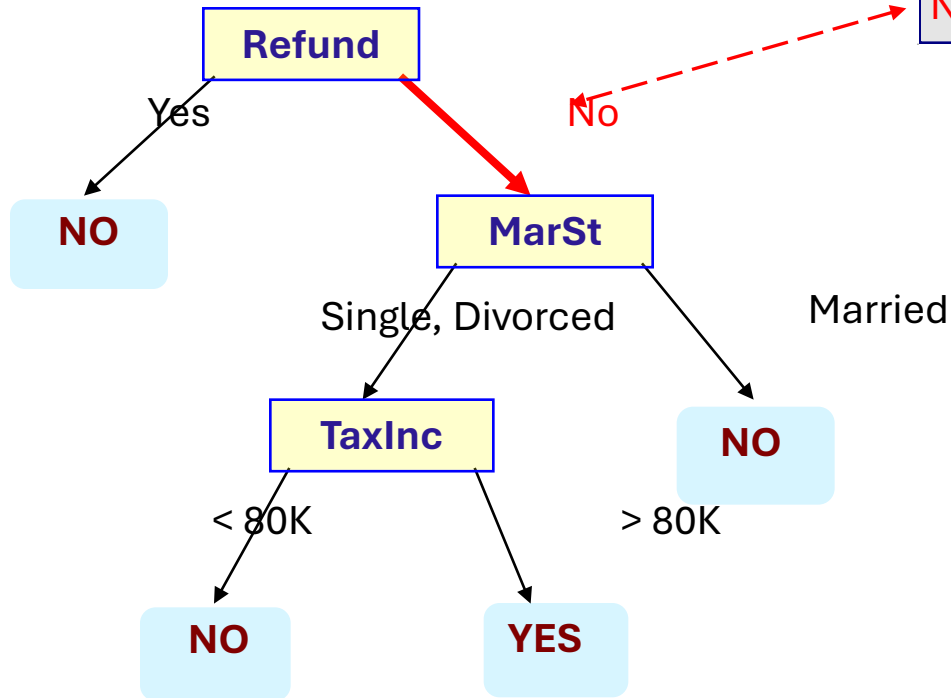 Refund
Yes
No
NO
MarSt
Single, Divorced
Married
TaxInc
NO
< 80K
> 80K
NO
YES